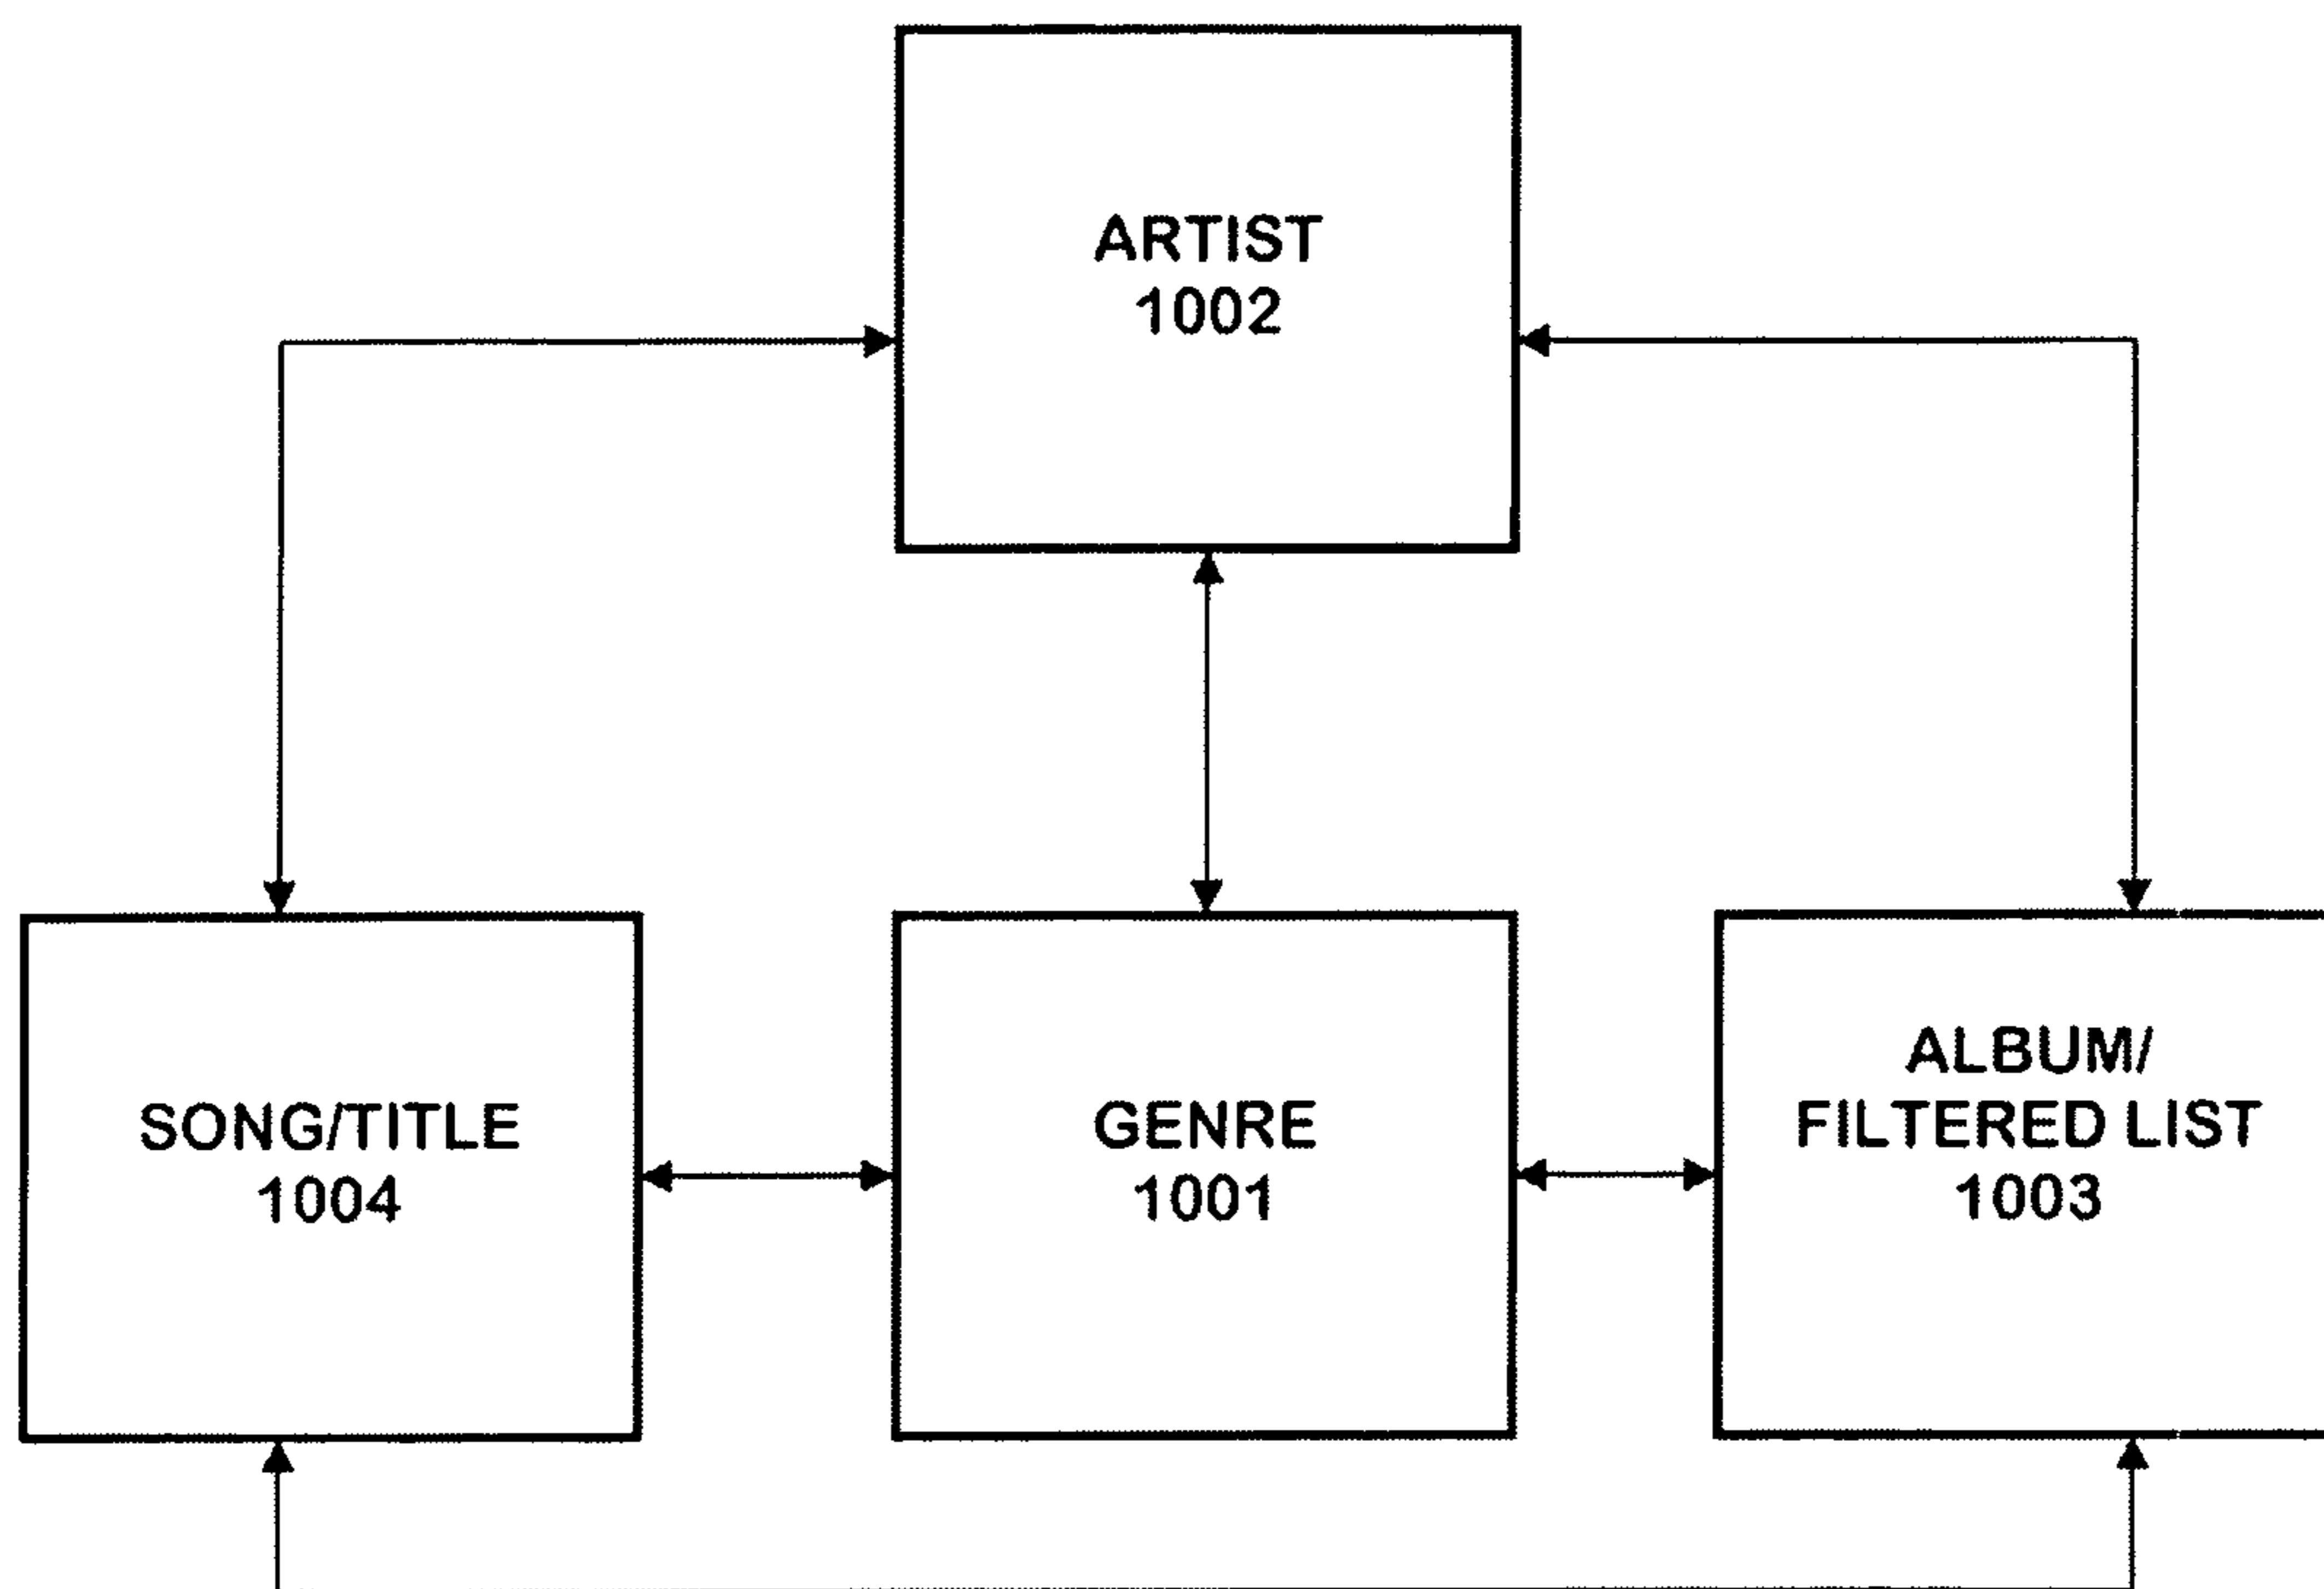 ARTIST
1002
SONG/TITLE
1004
GENRE
1001
ALBUM/
FILTERED LIST
1003